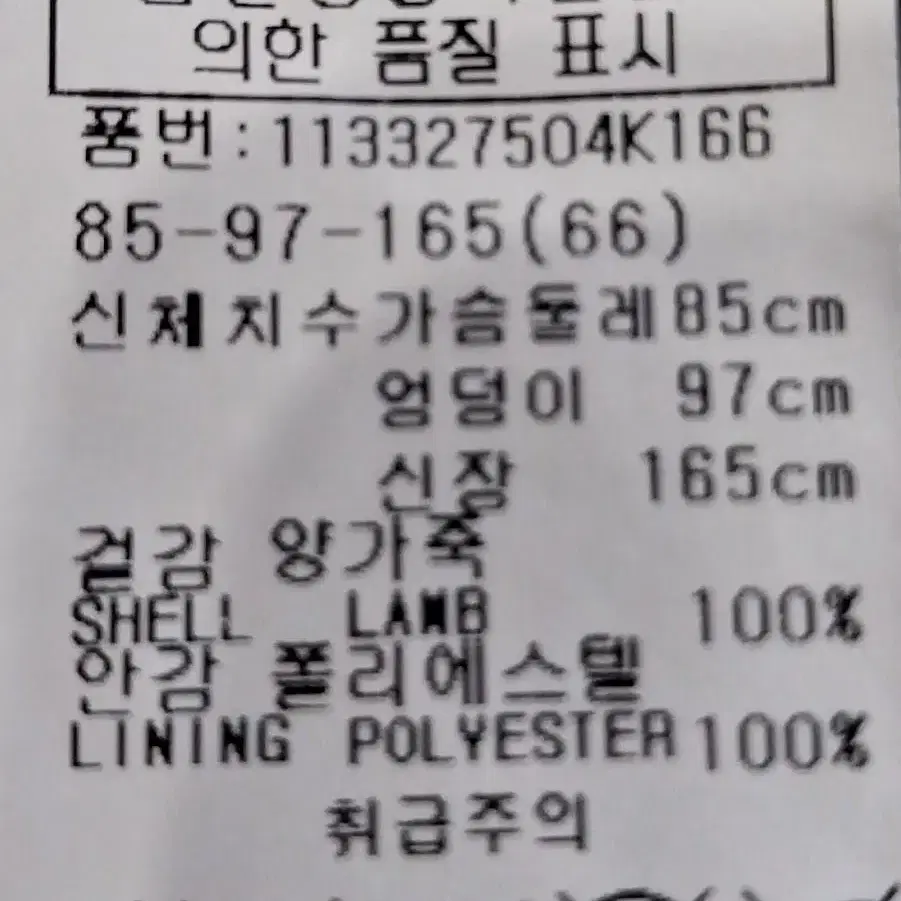 의한 품질 표시
품번:113327504K166
85-97-165(66)
신체치수가슴둘레85cm
엉덩이 97cm
신장 165cm
겉감 양가죽
SHELL LAMB 100%
안감 폴리에스텔
LINING POLYESTER 100%
취급주의